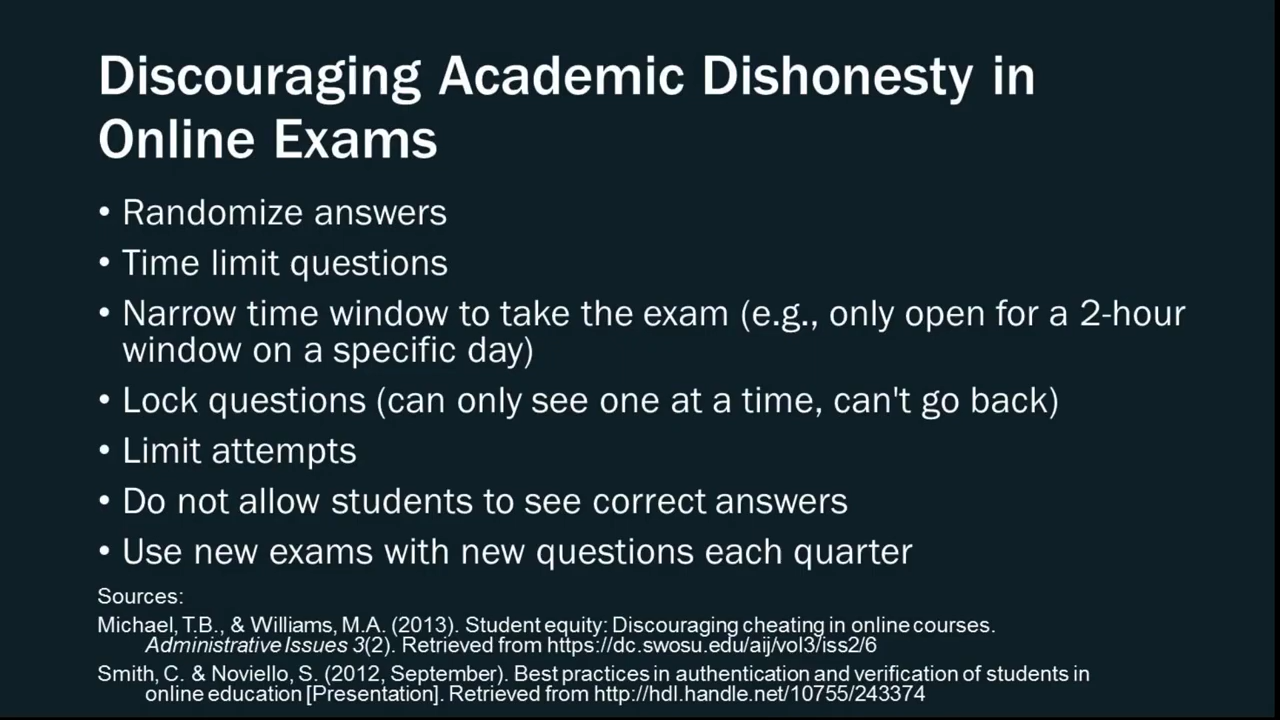 Discouraging Academic Dishonesty in
Online Exams
• Randomize answers
• Time limit questions
• Narrow time window to take the exam (e.g., only open for a 2-hour
window on a specific day)
• Lock questions (can only see one at a time, can't go back)
• Limit attempts
• Do not allow students to see correct answers
• Use new exams with new questions each quarter
Sources:
Michael, T.B., & Williams, M.A. (2013). Student equity: Discouraging cheating in online courses.
Administrative Issues 3(2). Retrieved from https://dc.swosu.edu/aij/vol3/iss2/6
Smith, C. & Noviello, S. (2012, September). Best practices in authentication and verification of students in
online education [Presentation]. Retrieved from http://hdl.handle.net/10755/243374